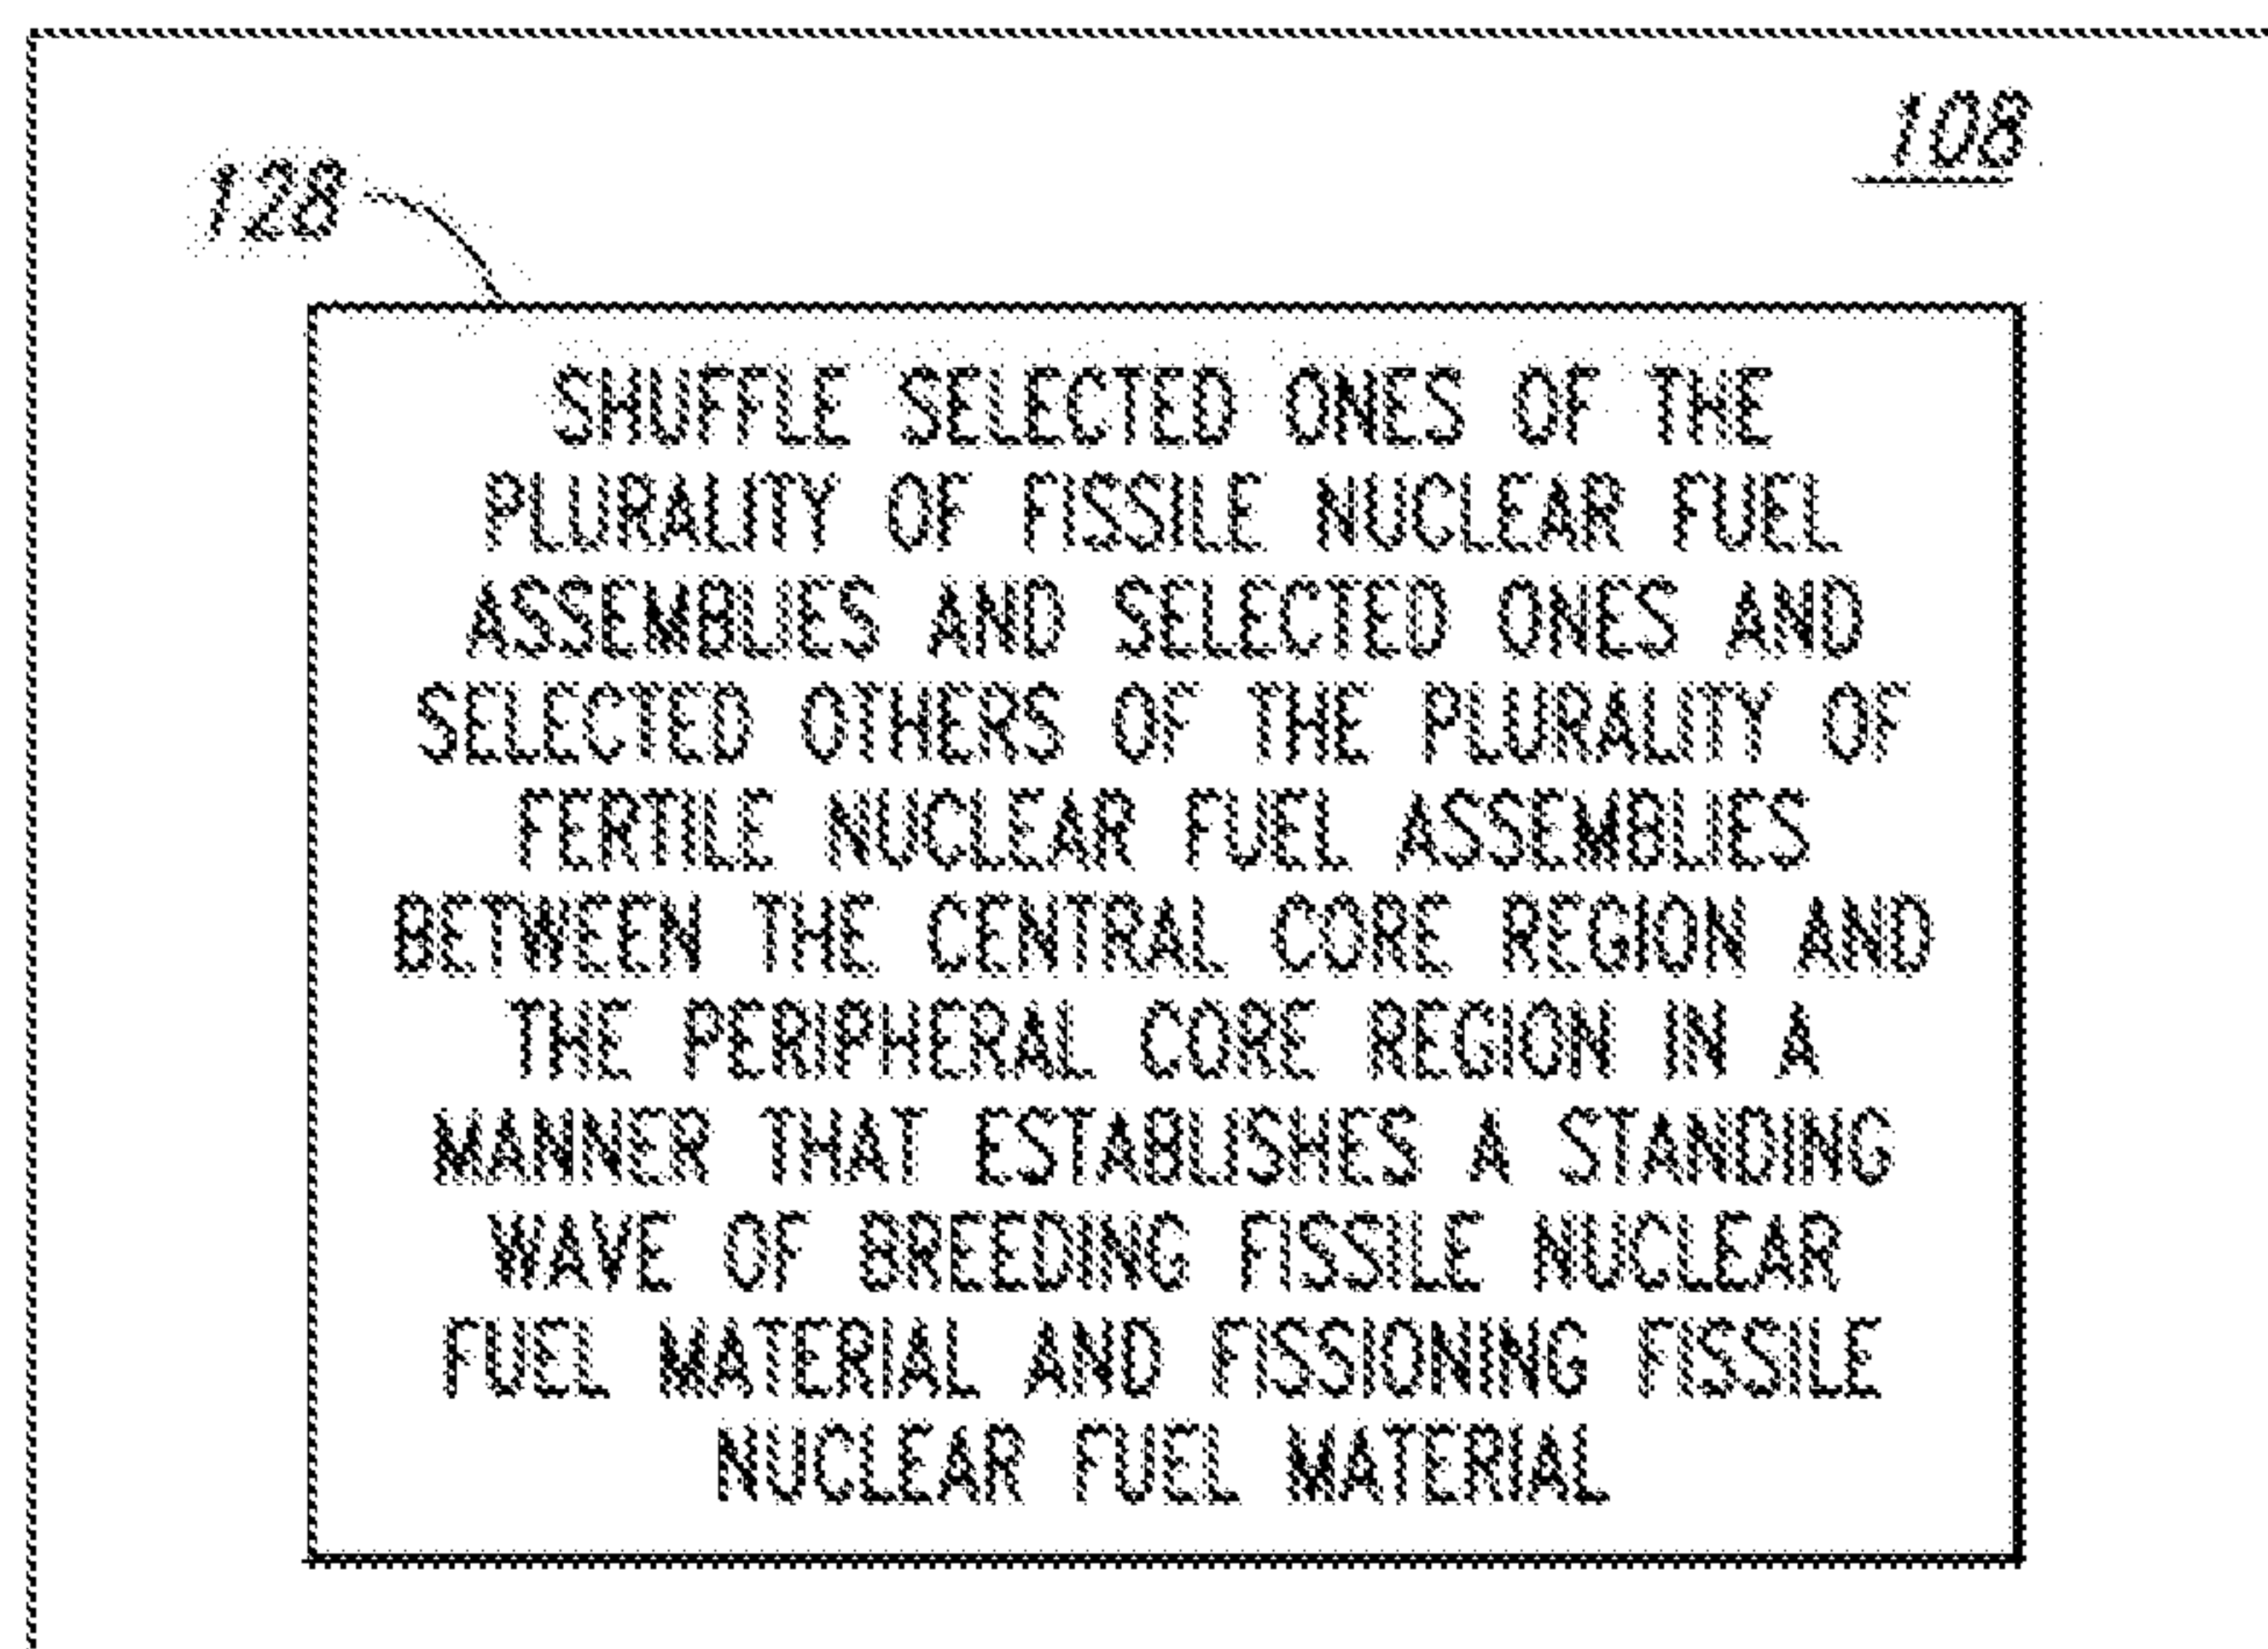 108
128
SHUFFLE SELECTED ONES OF THE
PLURALITY OF FISSILE NUCLEAR FUEL
ASSEMBLIES AND SELECTED ONES AND
SELECTED OTHERS OF THE PLURALITY OF
FERTILE NUCLEAR FUEL ASSEMBLIES
BETWEEN THE CENTRAL CORE REGION AND
THE PERIPHERAL CORE REGION IN A
MANNER THAT ESTABLISHES A STANDING
WAVE OF BREEDING FISSILE NUCLEAR
FUEL MATERIAL AND FISSIONING FISSILE
NUCLEAR FUEL MATERIAL